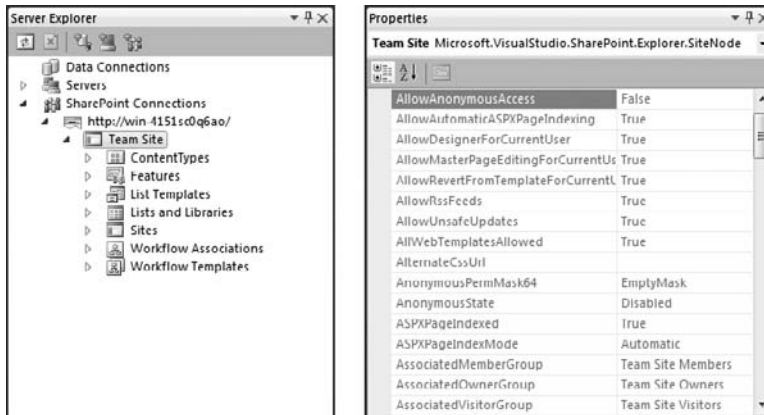 Server Explorer
Data Connections
Servers
SharePoint Connections
http://win-4151sc0q6ao/
Team Site
ContentTypes
Features
List Templates
Lists and Libraries
Sites
Workflow Associations
Workflow Templates
Properties
Team Site Microsoft.VisualStudio.SharePoint.Explorer.SiteNode
AllowAnonymousAccess False
AllowAutomaticASPXPageIndexing True
AllowDesignerForCurrentUser True
AllowMasterPageEditingForCurrentUs True
AllowRevertFromTemplateForCurrentU True
AllowRssFeeds True
AllowUnsafeUpdates True
AllWebTemplatesAllowed True
AlternateCssUrl
AnonymousPermMask64 EmptyMask
AnonymousState Disabled
ASPXPageIndexed True
ASPXPageIndexMode Automatic
AssociatedMemberGroup Team Site Members
AssociatedOwnerGroup Team Site Owners
AssociatedVisitorGroup Team Site Visitors